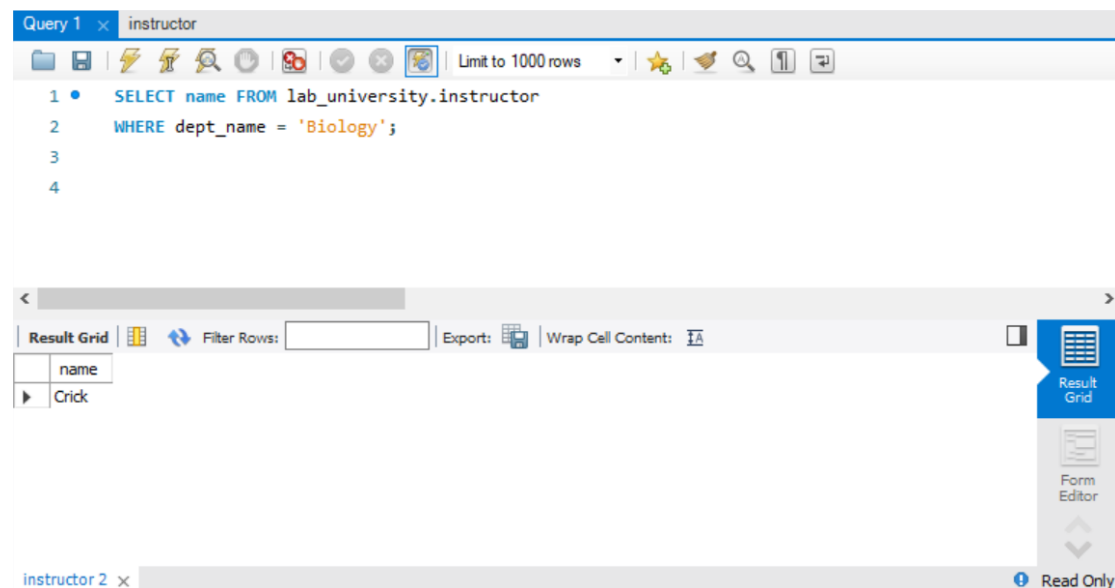 Query 1 × instructor
Limit to 1000 rows
1 SELECT name FROM lab_university.instructor
2 WHERE dept_name = 'Biology';
3
4
Result Grid Filter Rows: Export: Wrap Cell Content: IA
name
Crick
Result
Grid
Form
Editor
instructor 2 × Read Only